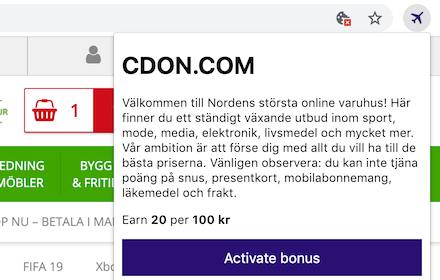 CDON.COM
Välkommen till Nordens största online varuhus! Här
finner du ett ständigt växande utbud inom sport,
mode, media, elektronik, livsmedel och mycket mer.
Vår ambition är att förse dig med allt du vill ha till de
bästa priserna. Vänligen observera: du kan inte tjäna
poäng på snus, presentkort, mobilabonnemang,
läkemedel och frakt.
Earn 20 per 100 kr
Activate bonus
UR
1
REDNING
MÖBLER
BYGG
& FRITID
P NU – BETALA I MA
FIFA 19
Xbo